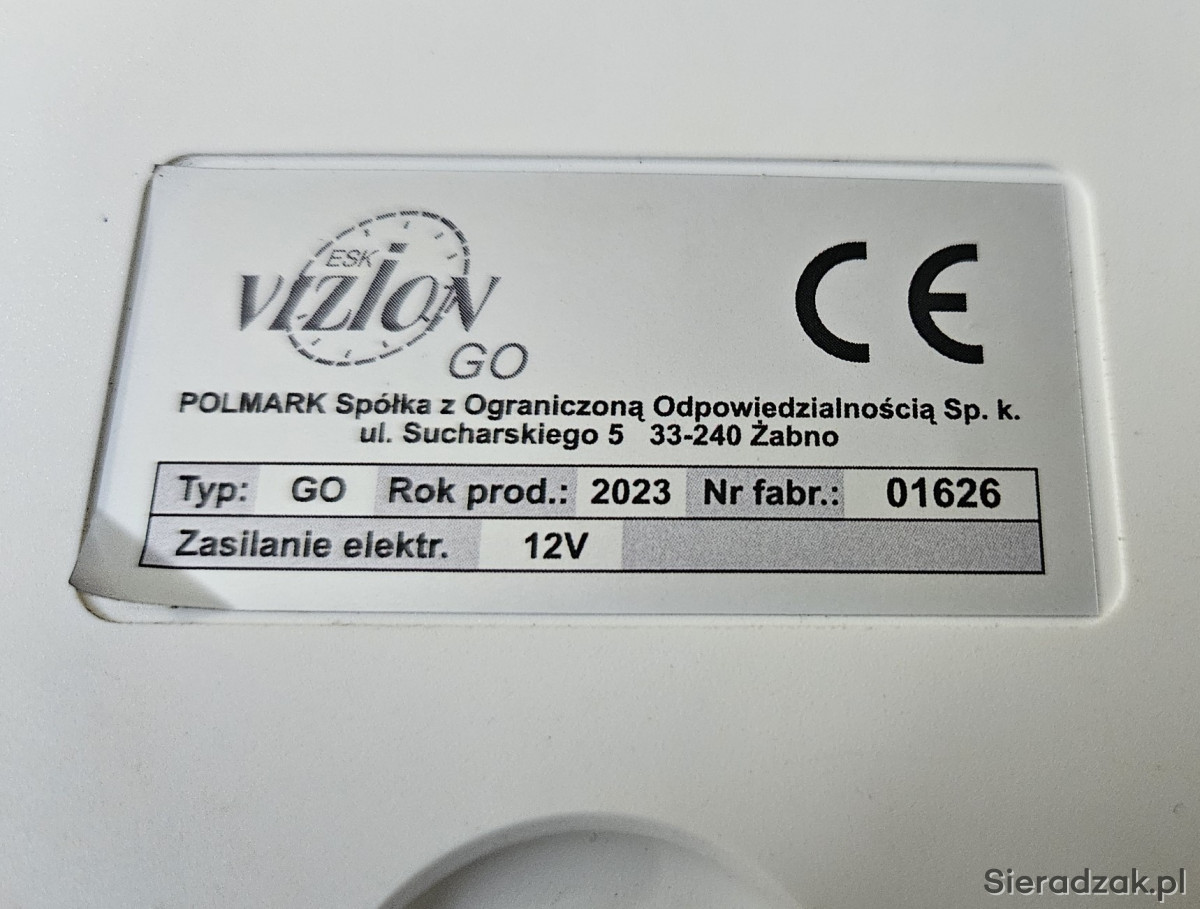 ESK
VIZION
GO
CE
POLMARK Spółka z Ograniczoną Odpowiedzialnością Sp. k.
ul. Sucharskiego 5 33-240 Żabno
Typ: GO Rok prod.: 2023 Nr fabr.: 01626
Zasilanie elektr. 12V
Sieradzak.pl